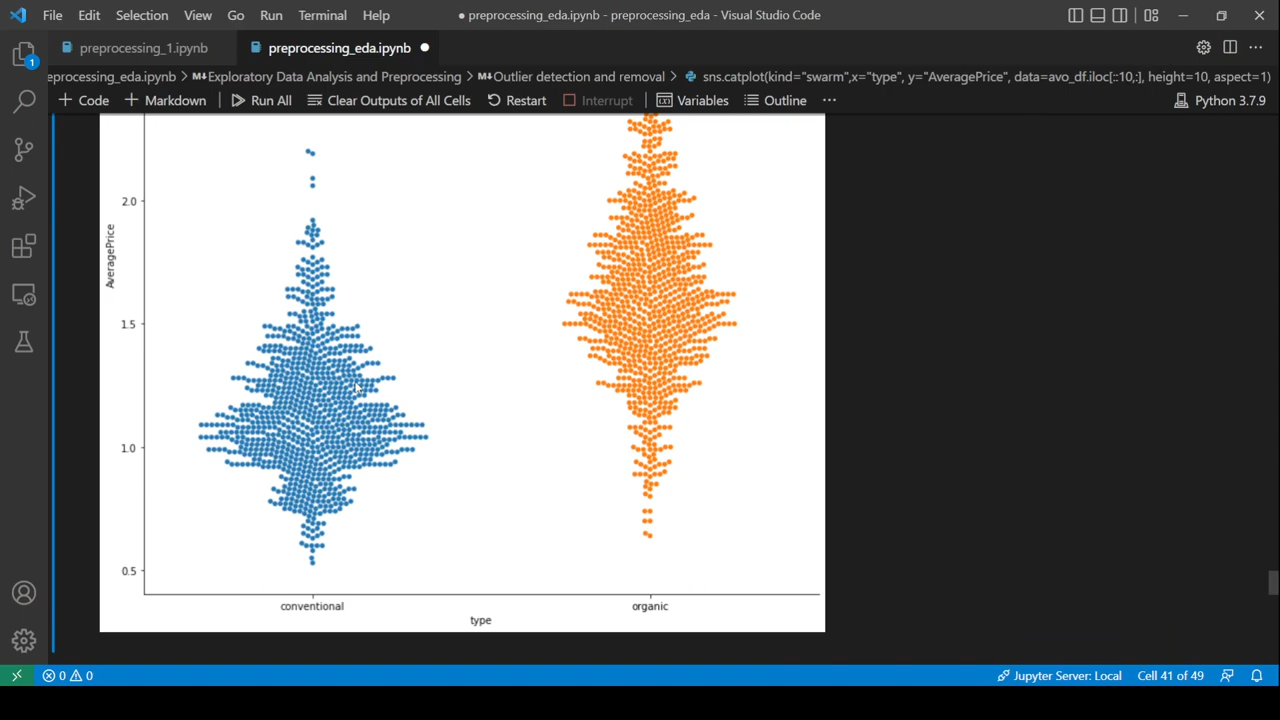 File Edit Selection View Go Run Terminal Help ● preprocessing_eda.ipynb - preprocessing_eda - Visual Studio Code
preprocessing_1.ipynb preprocessing_eda.ipynb ●
1
eprocessing_eda.ipynb > M↓Exploratory Data Analysis and Preprocessing > M↓Outlier detection and removal > sns.catplot(kind="swarm",x="type", y="AveragePrice", data=avo_df.iloc[::10,:], height=10, aspect=1)
+ Code + Markdown Run All Clear Outputs of All Cells Restart Interrupt Variables Outline ··· Python 3.7.9
2.0
AveragePrice
1.5
1.0
0.5
conventional organic
type
0 0 Jupyter Server: Local Cell 41 of 49